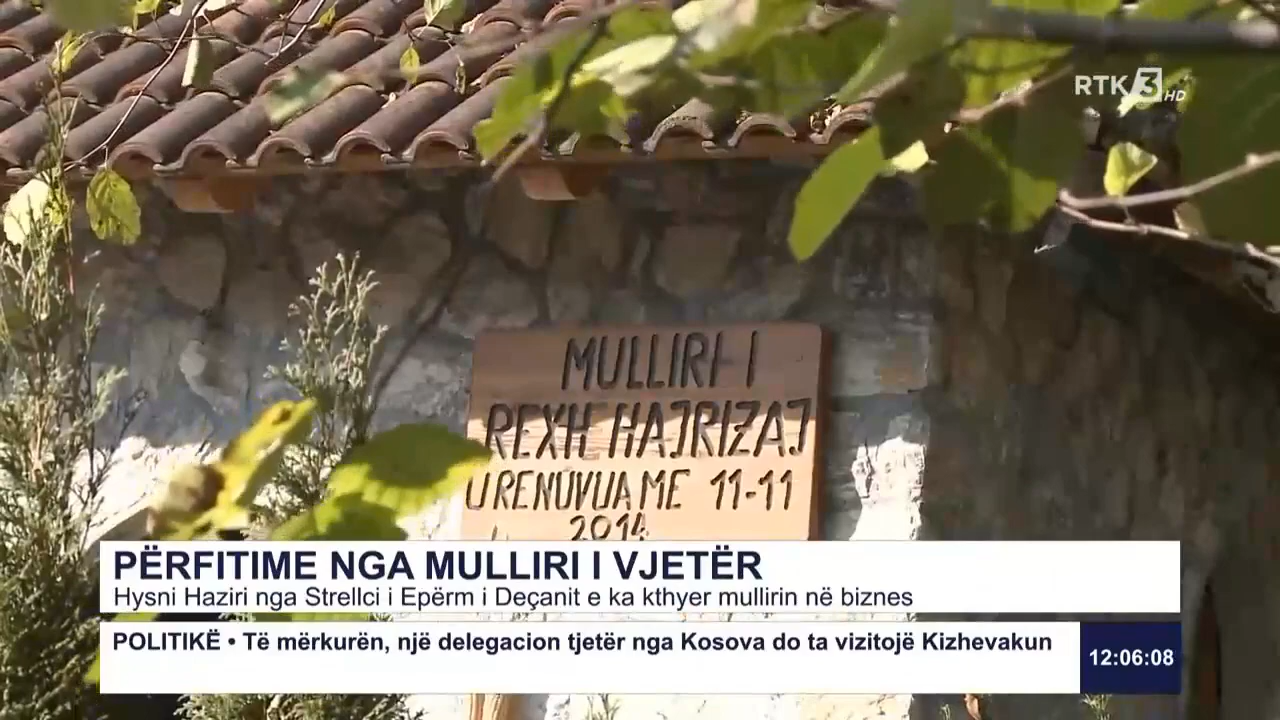 RTK 3 HD
MULLIRI I
REXH HAJRIZAJ
U RENUVUA ME 11-11
2014
PËRFITIME NGA MULLIRI I VJETËR
Hysni Haziri nga Strellci i Epërm i Deçanit e ka kthyer mullirin në biznes
POLITIKË • Të mërkurën, një delegacion tjetër nga Kosova do ta vizitojë Kizhevakun
12:06:08